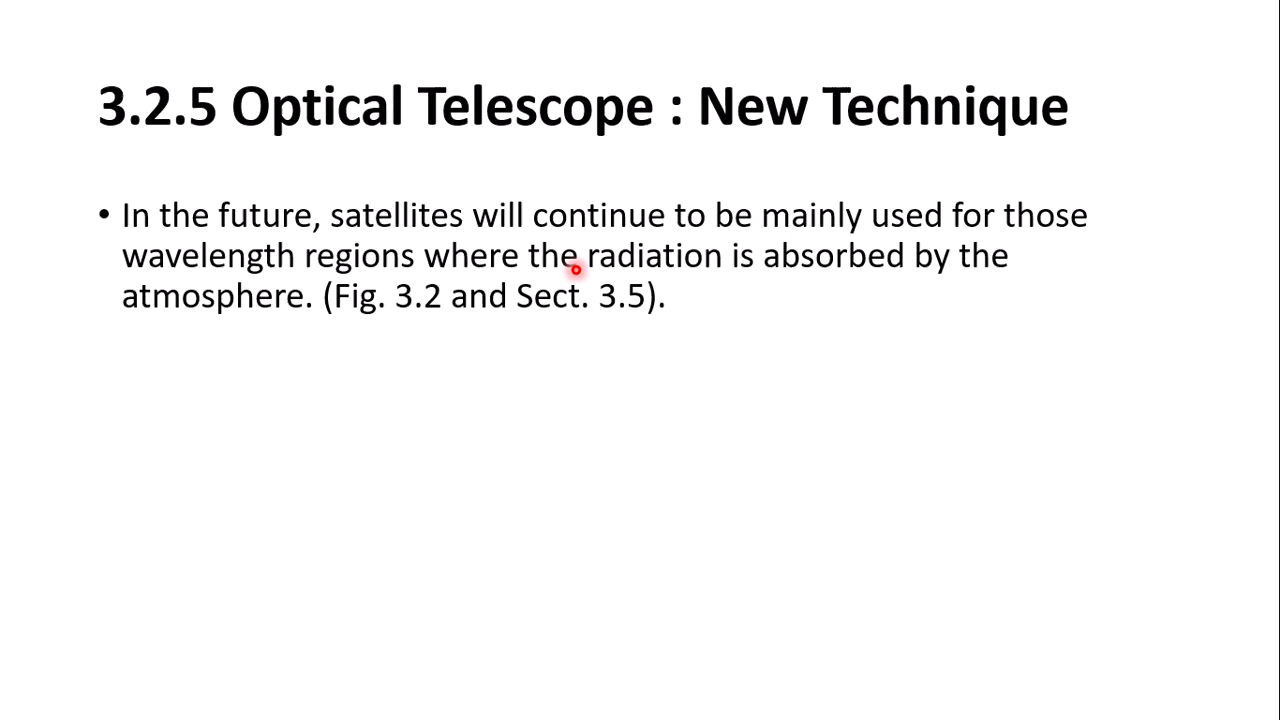 3.2.5 Optical Telescope : New Technique
• In the future, satellites will continue to be mainly used for those
wavelength regions where the radiation is absorbed by the
atmosphere. (Fig. 3.2 and Sect. 3.5).